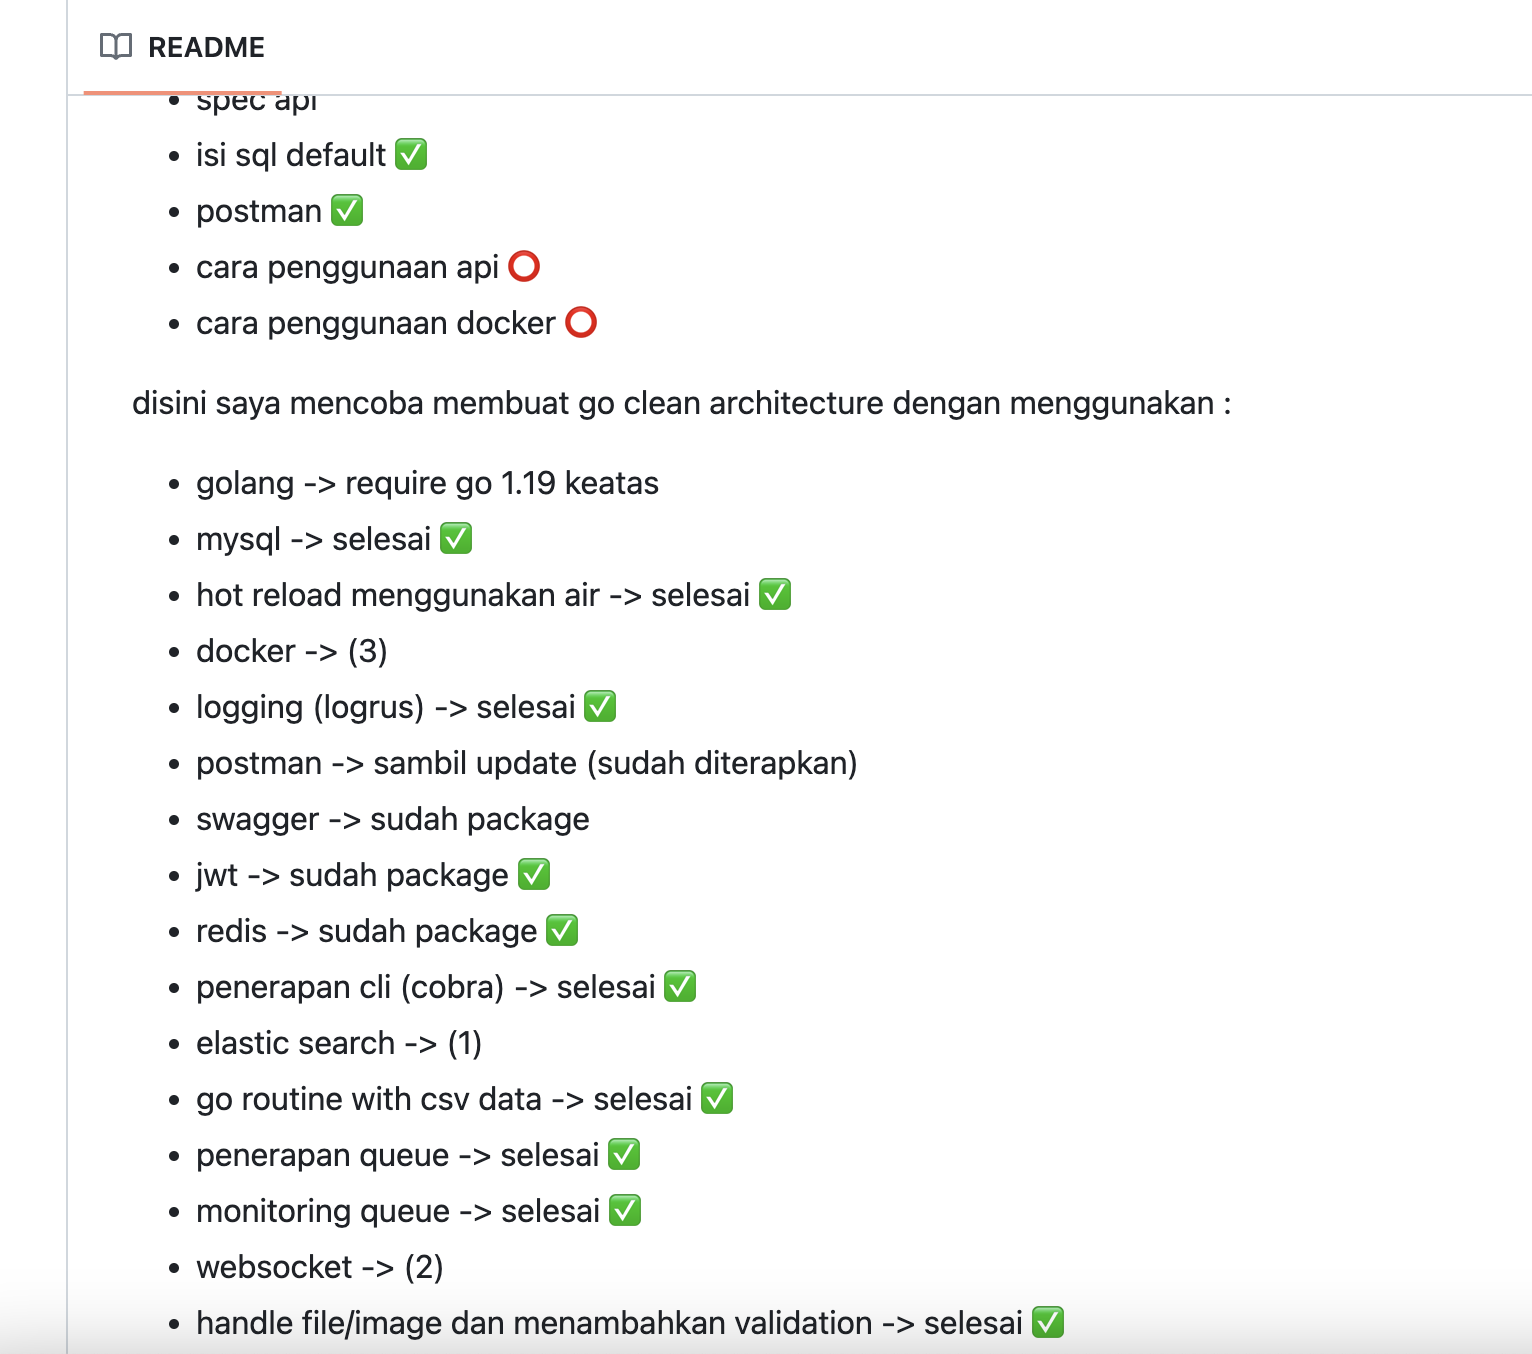 README
spec api
isi sql default ✅
postman ✅
cara penggunaan api ⭕
cara penggunaan docker ⭕
disini saya mencoba membuat go clean architecture dengan menggunakan :
golang -> require go 1.19 keatas
mysql -> selesai ✅
hot reload menggunakan air -> selesai ✅
docker -> (3)
logging (logrus) -> selesai ✅
postman -> sambil update (sudah diterapkan)
swagger -> sudah package
jwt -> sudah package ✅
redis -> sudah package ✅
penerapan cli (cobra) -> selesai ✅
elastic search -> (1)
go routine with csv data -> selesai ✅
penerapan queue -> selesai ✅
monitoring queue -> selesai ✅
websocket -> (2)
handle file/image dan menambahkan validation -> selesai ✅